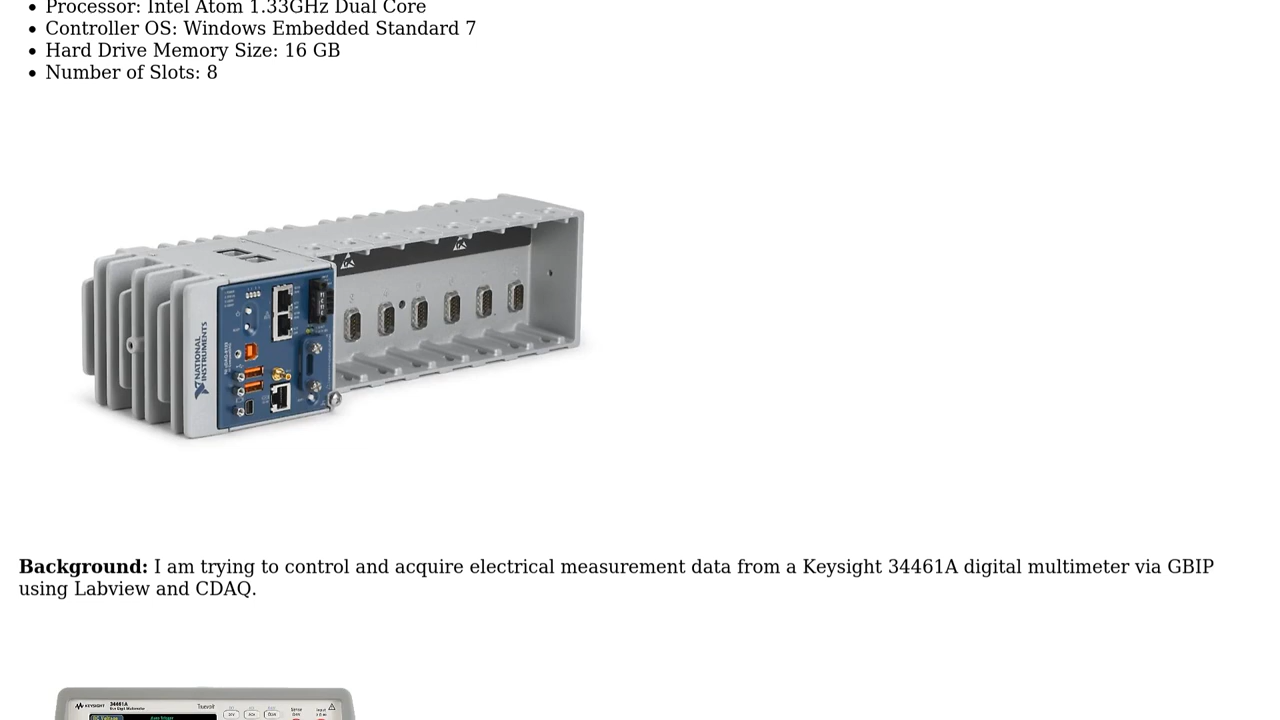 Processor: Intel Atom 1.33GHz Dual Core
Controller OS: Windows Embedded Standard 7
Hard Drive Memory Size: 16 GB
Number of Slots: 8
NATIONAL
INSTRUMENTS
Background: I am trying to control and acquire electrical measurement data from a Keysight 34461A digital multimeter via GBIP
using Labview and CDAQ.
KEYSIGHT 34461A Truevolt